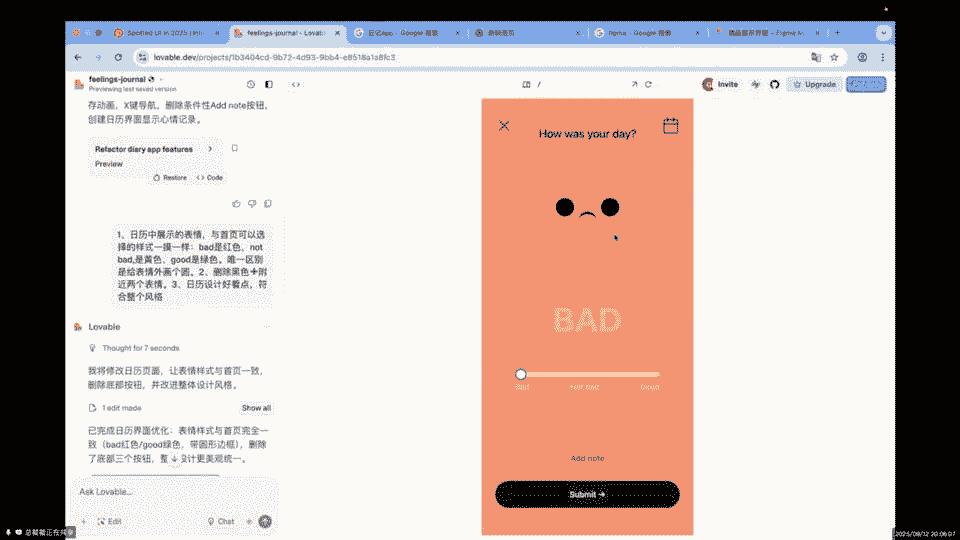 Spotted UI in 2025 |
feelings-journal - Lovabl
日记App - Google 搜索
figma - Google 搜索
lovable.dev/projects/1b3404cd-9b72-4d93-9bb4-e8518a1a8fc3
feelings-journal
Previewing last saved version
/
Invite
Upgrade
存动画，X键导航，删除条件性Add note按钮，
创建日历界面显示心情记录。
Refactor diary app features
Preview
Restore
Code
1、日历中展示的表情，与首页可以选
择的样式一摸一样：bad是红色、not
bad,是黄色、good是绿色。唯一区别
是给表情外画个圆。2、删除黑色+附
近两个表情。3、日历设计好看点，符
合整个风格
Lovable
Thought for 7 seconds
我将修改日历页面，让表情样式与首页一致，
删除底部按钮，并改进整体设计风格。
1 edit made
Show all
已完成日历界面优化：表情样式与首页完全一
致（bad红色/good绿色，带圆形边框），删除
了底部三个按钮，整 设计更美观统一。
Ask Lovable...
Edit
Chat
How was your day?
BAD
Bad
Not bad
Good
Add note
Submit →
2025/08/12 20:06:07